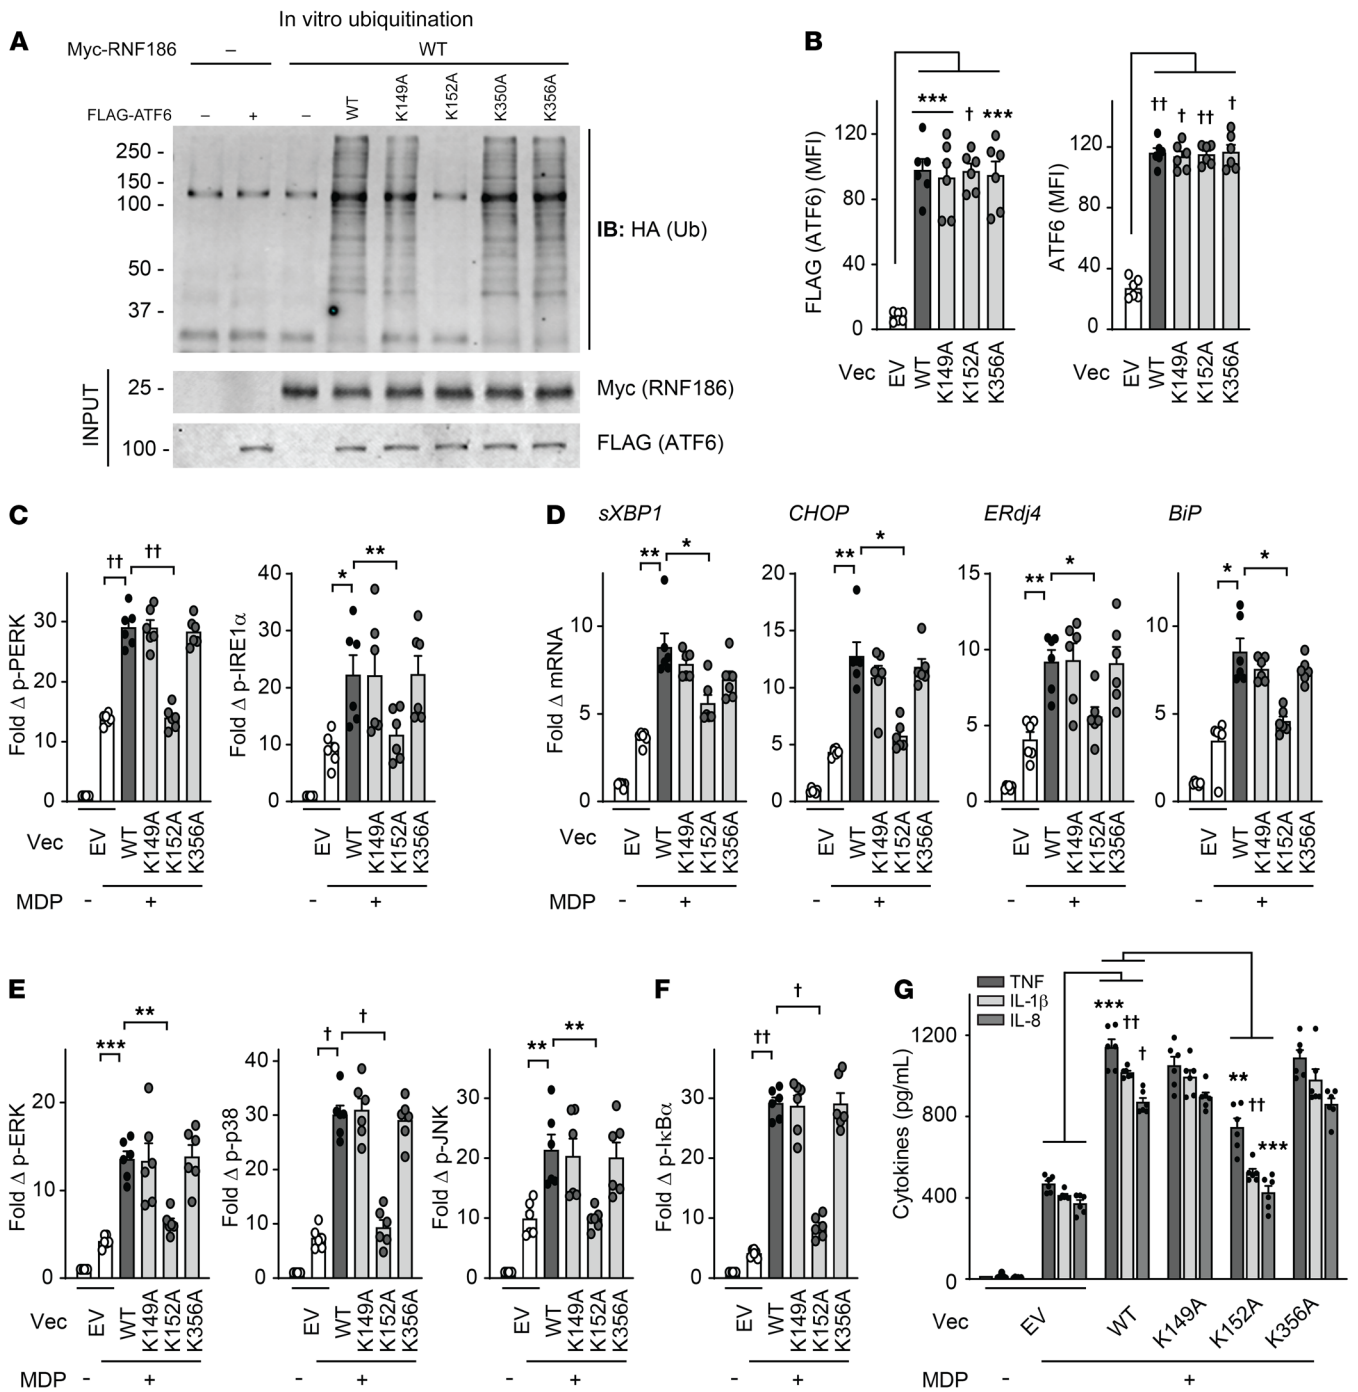 A
In vitro ubiquitination
Myc-RNF186 – WT
FLAG-ATF6 – + – WT K149A K152A K350A K356A
250 -
150 -
100 -
50 -
37 -
IB: HA (Ub)
INPUT
25 -
Myc (RNF186)
100 -
FLAG (ATF6)
B
FLAG (ATF6) (MFI)
120
80
40
0
*** † ***
Vec EV WT K149A K152A K356A
ATF6 (MFI)
120
80
40
0
†† † †† †
Vec EV WT K149A K152A K356A
C
Fold Δ p-PERK
30
20
10
0
†† ††
Fold Δ p-IRE1α
40
30
20
10
0
* **
Vec EV WT K149A K152A K356A EV WT K149A K152A K356A
MDP - + - +
D
sXBP1 CHOP ERdj4 BiP
Fold Δ mRNA
10
5
0
** *
20
15
10
5
0
** *
15
10
5
0
** *
10
5
0
* *
Vec EV WT K149A K152A K356A EV WT K149A K152A K356A EV WT K149A K152A K356A EV WT K149A K152A K356A
MDP - + - + - + - +
E
Fold Δ p-ERK
20
10
0
*** **
Fold Δ p-p38
40
30
20
10
0
† †
Fold Δ p-JNK
30
20
10
0
** **
Vec EV WT K149A K152A K356A EV WT K149A K152A K356A EV WT K149A K152A K356A
MDP - + - + - +
F
Fold Δ p-IκBα
30
20
10
0
†† †
EV WT K149A K152A K356A
- +
G
TNF
IL-1β
IL-8
Cytokines (pg/mL)
1200
800
400
0
*** †† †
** †† ***
Vec EV WT K149A K152A K356A
MDP - +